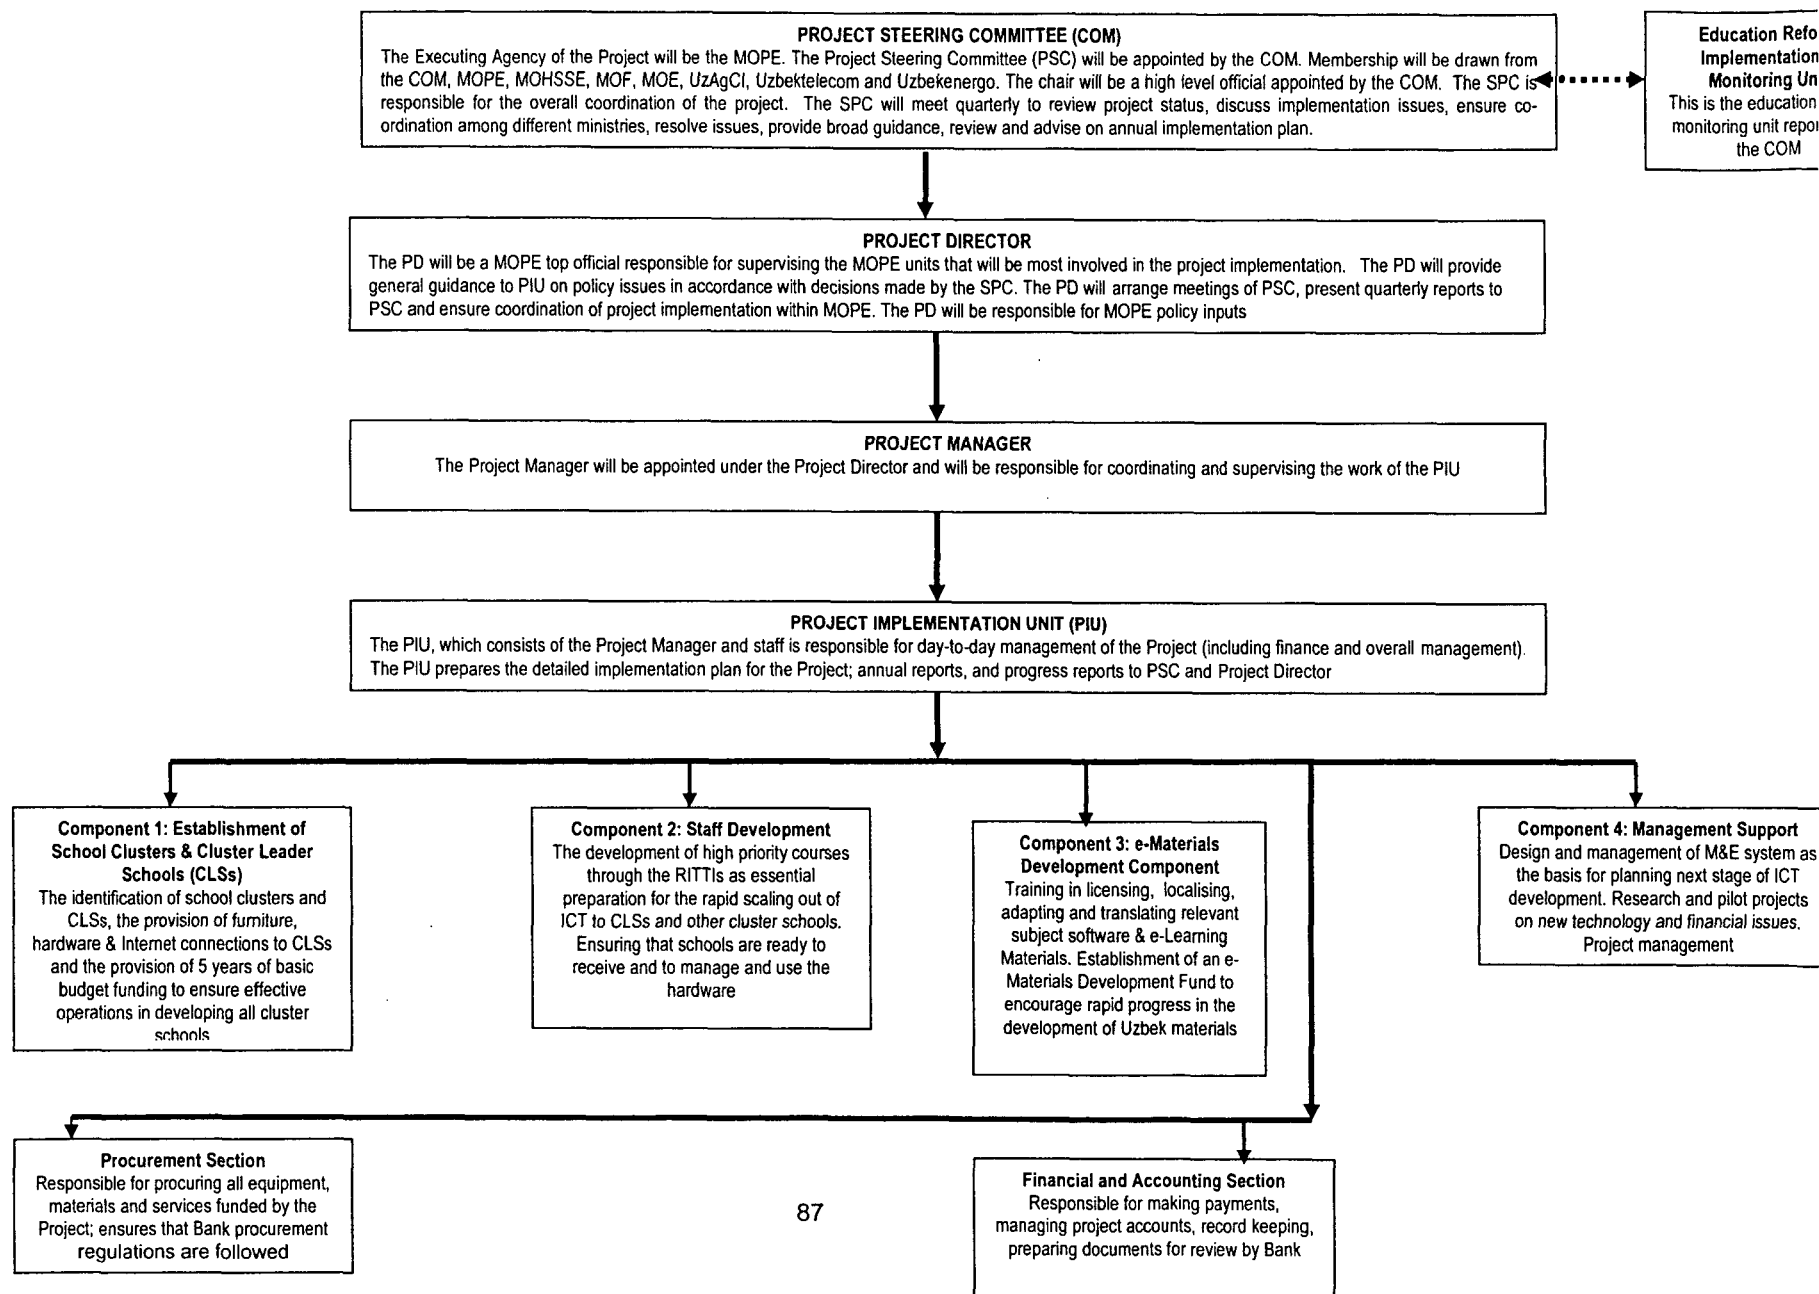 PROJECT STEERING COMMITTEE (COM)
The Executing Agency of the Project will be the MOPE. The Project Steering Committee (PSC) will be appointed by the COM. Membership will be drawn from
the COM, MOPE, MOHSSE, MOF, MOE, UzAgCI, Uzbektelecom and Uzbekenergo. The chair will be a high level official appointed by the COM. The SPC is
responsible for the overall coordination of the project. The SPC will meet quarterly to review project status, discuss implementation issues, ensure co-
ordination among different ministries, resolve issues, provide broad guidance, review and advise on annual implementation plan.
Education Refo
Implementation
Monitoring Un
This is the education
monitoring unit repo
the COM
PROJECT DIRECTOR
The PD will be a MOPE top official responsible for supervising the MOPE units that will be most involved in the project implementation. The PD will provide
general guidance to PIU on policy issues in accordance with decisions made by the SPC. The PD will arrange meetings of PSC, present quarterly reports to
PSC and ensure coordination of project implementation within MOPE. The PD will be responsible for MOPE policy inputs
PROJECT MANAGER
The Project Manager will be appointed under the Project Director and will be responsible for coordinating and supervising the work of the PIU
PROJECT IMPLEMENTATION UNIT (PIU)
The PIU, which consists of the Project Manager and staff is responsible for day-to-day management of the Project (including finance and overall management).
The PIU prepares the detailed implementation plan for the Project; annual reports, and progress reports to PSC and Project Director
Component 1: Establishment of
School Clusters & Cluster Leader
Schools (CLSs)
The identification of school clusters and
CLSs, the provision of furniture,
hardware & Internet connections to CLSs
and the provision of 5 years of basic
budget funding to ensure effective
operations in developing all cluster
schools
Component 2: Staff Development
The development of high priority courses
through the RITTIs as essential
preparation for the rapid scaling out of
ICT to CLSs and other cluster schools.
Ensuring that schools are ready to
receive and to manage and use the
hardware
Component 3: e-Materials
Development Component
Training in licensing, localising,
adapting and translating relevant
subject software & e-Learning
Materials. Establishment of an e-
Materials Development Fund to
encourage rapid progress in the
development of Uzbek materials
Component 4: Management Support
Design and management of M&E system as
the basis for planning next stage of ICT
development. Research and pilot projects
on new technology and financial issues.
Project management
Procurement Section
Responsible for procuring all equipment,
materials and services funded by the
Project; ensures that Bank procurement
regulations are followed
Financial and Accounting Section
Responsible for making payments,
managing project accounts, record keeping,
preparing documents for review by Bank
87